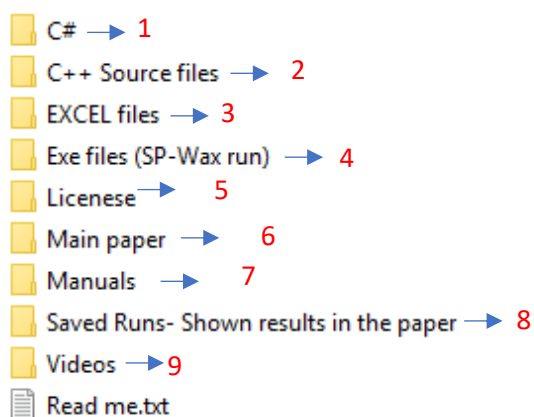 C# 1
C++ Source files 2
EXCEL files 3
Exe files (SP-Wax run) 4
Licenese 5
Main paper 6
Manuals 7
Saved Runs- Shown results in the paper 8
Videos 9
Read me.txt